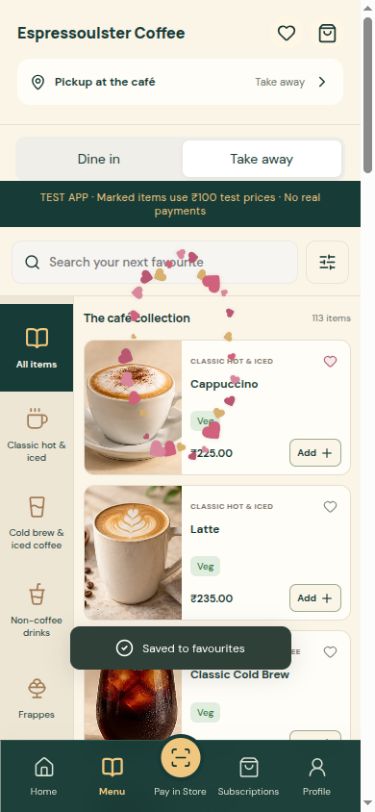 Espressoulster Coffee
Pickup at the café
Take away
Dine in
Take away
TEST APP · Marked items use ₹100 test prices · No real
payments
Search your next favourite
All items
Classic hot &
iced
Cold brew &
iced coffee
Non-coffee
drinks
Frappes
The café collection
113 items
CLASSIC HOT & ICED
Cappuccino
Veg
₹225.00
Add
CLASSIC HOT & ICED
Latte
Veg
₹235.00
Add
EE
Classic Cold Brew
Veg
Saved to favourites
Home
Menu
Pay in Store
Subscriptions
Profile